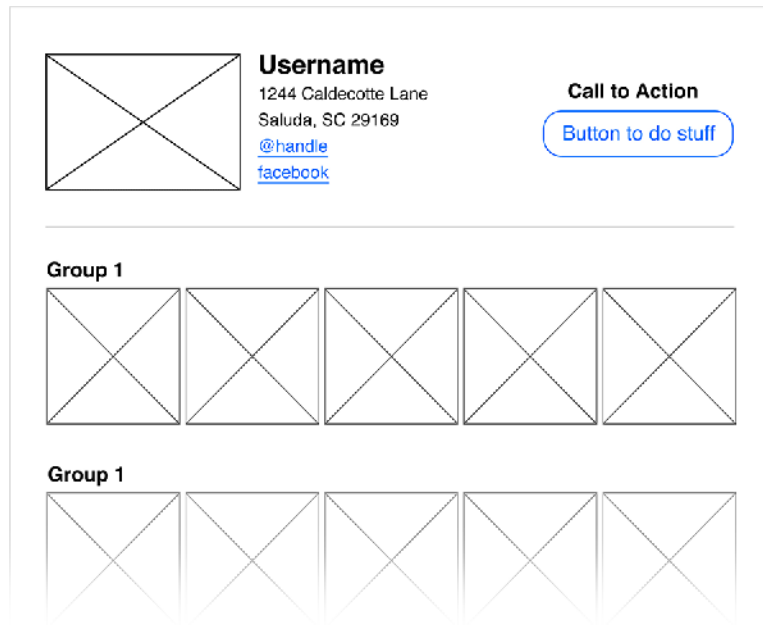 Username
1244 Caldecotte Lane
Saluda, SC 29169
@handle
facebook
Call to Action
Button to do stuff
Group 1
Group 1